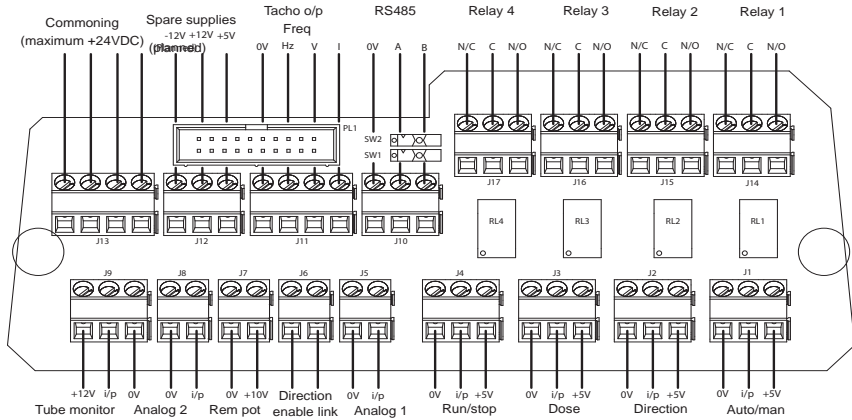 Commoning
(maximum +24VDC)
Spare supplies
(planned)
-12V +12V +5V
Tacho o/p
Freq
0V Hz V I
RS485
0V A B
Relay 4
N/C C N/O
Relay 3
N/C C N/O
Relay 2
N/C C N/O
Relay 1
N/C C N/O
PL1
SW2
SW1
J17
J16
J15
J14
J13
J12
J11
J10
RL4
RL3
RL2
RL1
J9
J8
J7
J6
J5
J4
J3
J2
J1
+12V i/p 0V
Tube monitor
0V i/p
Analog 2
0V +10V
Rem pot
Direction
enable link
0V i/p
Analog 1
0V i/p +5V
Run/stop
0V i/p +5V
Dose
0V i/p +5V
Direction
0V i/p +5V
Auto/man